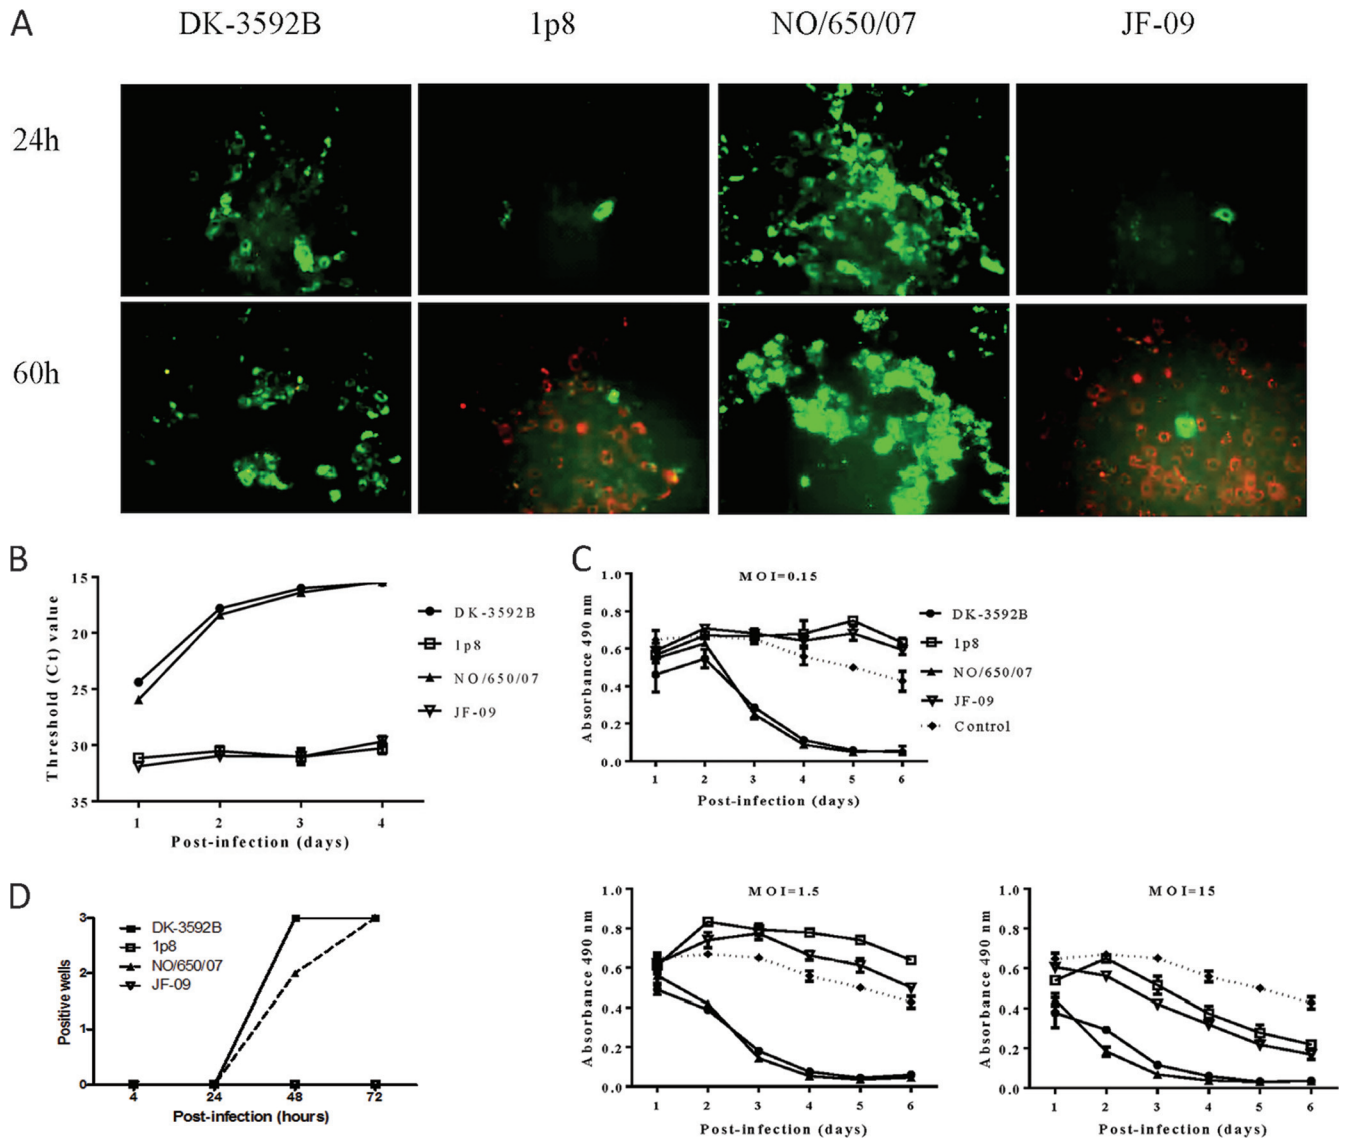 A
DK-3592B 1p8 NO/650/07 JF-09
24h
60h
B
Threshold (Ct) value
15
20
25
30
35
1 2 3 4
Post-infection (days)
DK-3592B
1p8
NO/650/07
JF-09
C
MOI=0.15
Absorbance 490 nm
1.0
0.8
0.6
0.4
0.2
0.0
1 2 3 4 5 6
Post-infection (days)
DK-3592B
1p8
NO/650/07
JF-09
Control
D
Positive wells
3
2
1
0
4 24 48 72
Post-infection (hours)
DK-3592B
1p8
NO/650/07
JF-09
MOI=1.5
Absorbance 490 nm
1.0
0.8
0.6
0.4
0.2
0.0
1 2 3 4 5 6
Post-infection (days)
MOI=15
Absorbance 490 nm
1.0
0.8
0.6
0.4
0.2
0.0
1 2 3 4 5 6
Post-infection (days)